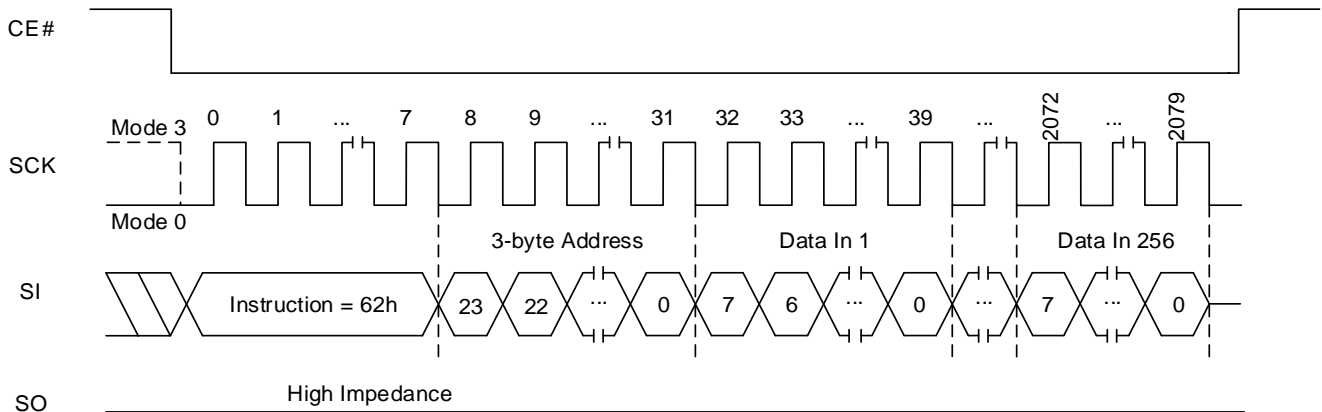 CE#
0 1 ... 7 8 9 ... 31 32 33 ... 39 ... 2072 ... 2079
Mode 3
SCK
Mode 0
3-byte Address Data In 1 Data In 256
SI
Instruction = 62h 23 22 ... 0 7 6 ... 0 ... 7 ... 0
High Impedance
SO